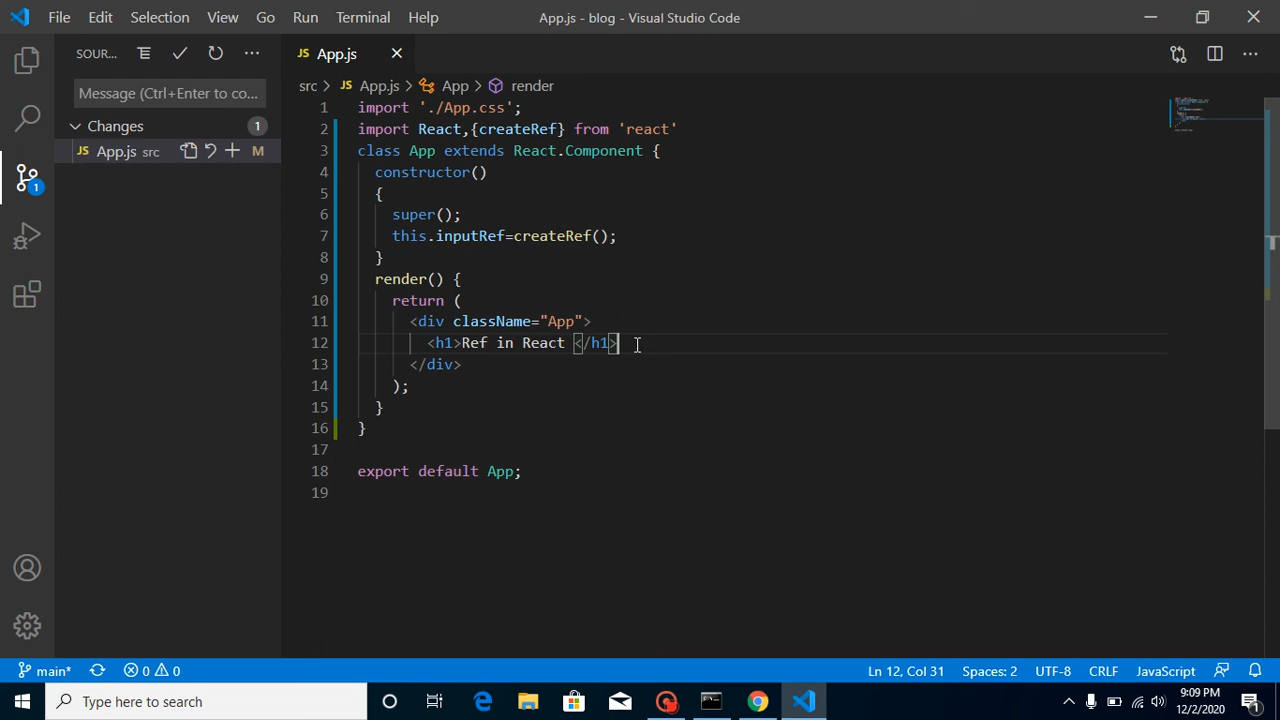 File Edit Selection View Go Run Terminal Help App.js - blog - Visual Studio Code
SOUR... JS App.js
Message (Ctrl+Enter to co...
Changes 1
JS App.js src M
1
src > JS App.js > App > render
1 import './App.css';
2 import React,{createRef} from 'react'
3 class App extends React.Component {
4 constructor()
5 {
6 super();
7 this.inputRef=createRef();
8 }
9 render() {
10 return (
11 <div className="App">
12 <h1>Ref in React </h1>
13 </div>
14 );
15 }
16 }
17
18 export default App;
19
main* 0 0 Ln 12, Col 31 Spaces: 2 UTF-8 CRLF JavaScript
Type here to search
9:09 PM
12/2/2020 1